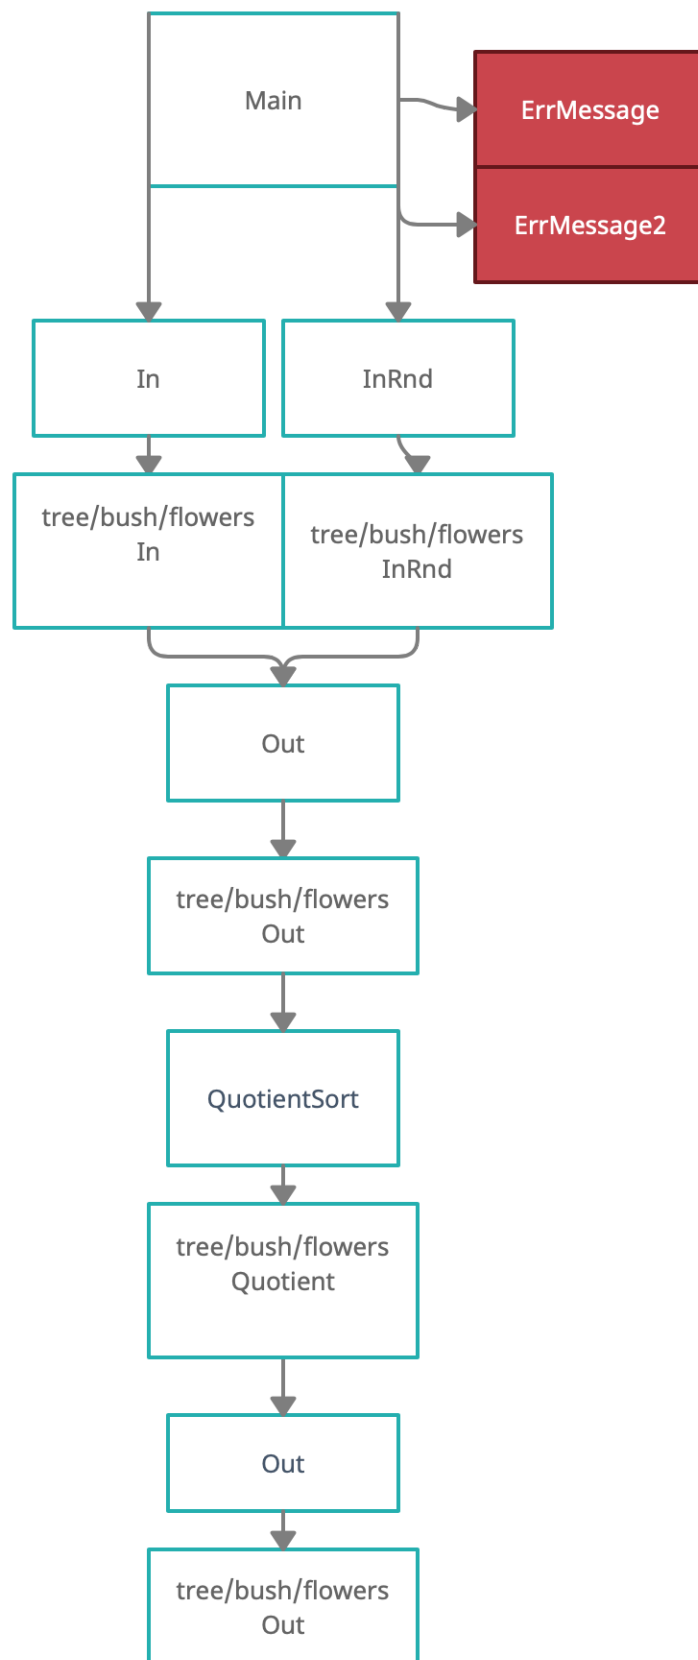 Main
ErrMessage
ErrMessage2
In
InRnd
tree/bush/flowers
In
tree/bush/flowers
InRnd
Out
tree/bush/flowers
Out
QuotientSort
tree/bush/flowers
Quotient
Out
tree/bush/flowers
Out